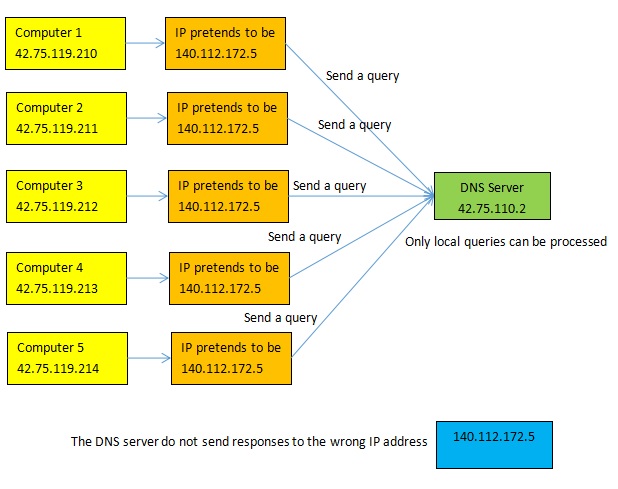 Computer 1
42.75.119.210
IP pretends to be
140.112.172.5
Send a query
Computer 2
42.75.119.211
IP pretends to be
140.112.172.5
Send a query
Computer 3
42.75.119.212
IP pretends to be
140.112.172.5
Send a query
DNS Server
42.75.110.2
Only local queries can be processed
Send a query
Computer 4
42.75.119.213
IP pretends to be
140.112.172.5
Send a query
Computer 5
42.75.119.214
IP pretends to be
140.112.172.5
The DNS server do not send responses to the wrong IP address
140.112.172.5